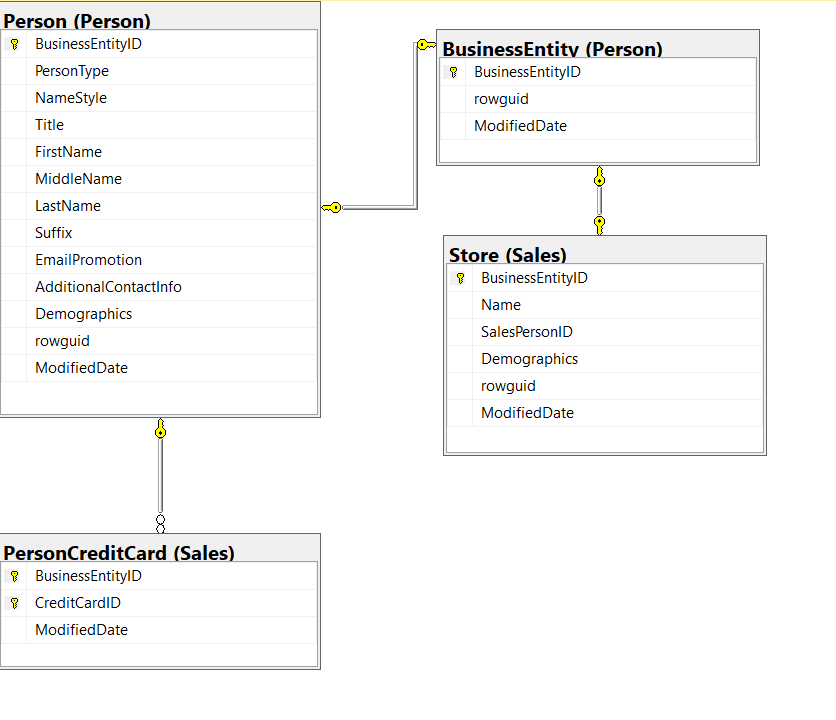 Person (Person)
BusinessEntityID
PersonType
NameStyle
Title
FirstName
MiddleName
LastName
Suffix
EmailPromotion
AdditionalContactInfo
Demographics
rowguid
ModifiedDate
BusinessEntity (Person)
BusinessEntityID
rowguid
ModifiedDate
Store (Sales)
BusinessEntityID
Name
SalesPersonID
Demographics
rowguid
ModifiedDate
PersonCreditCard (Sales)
BusinessEntityID
CreditCardID
ModifiedDate